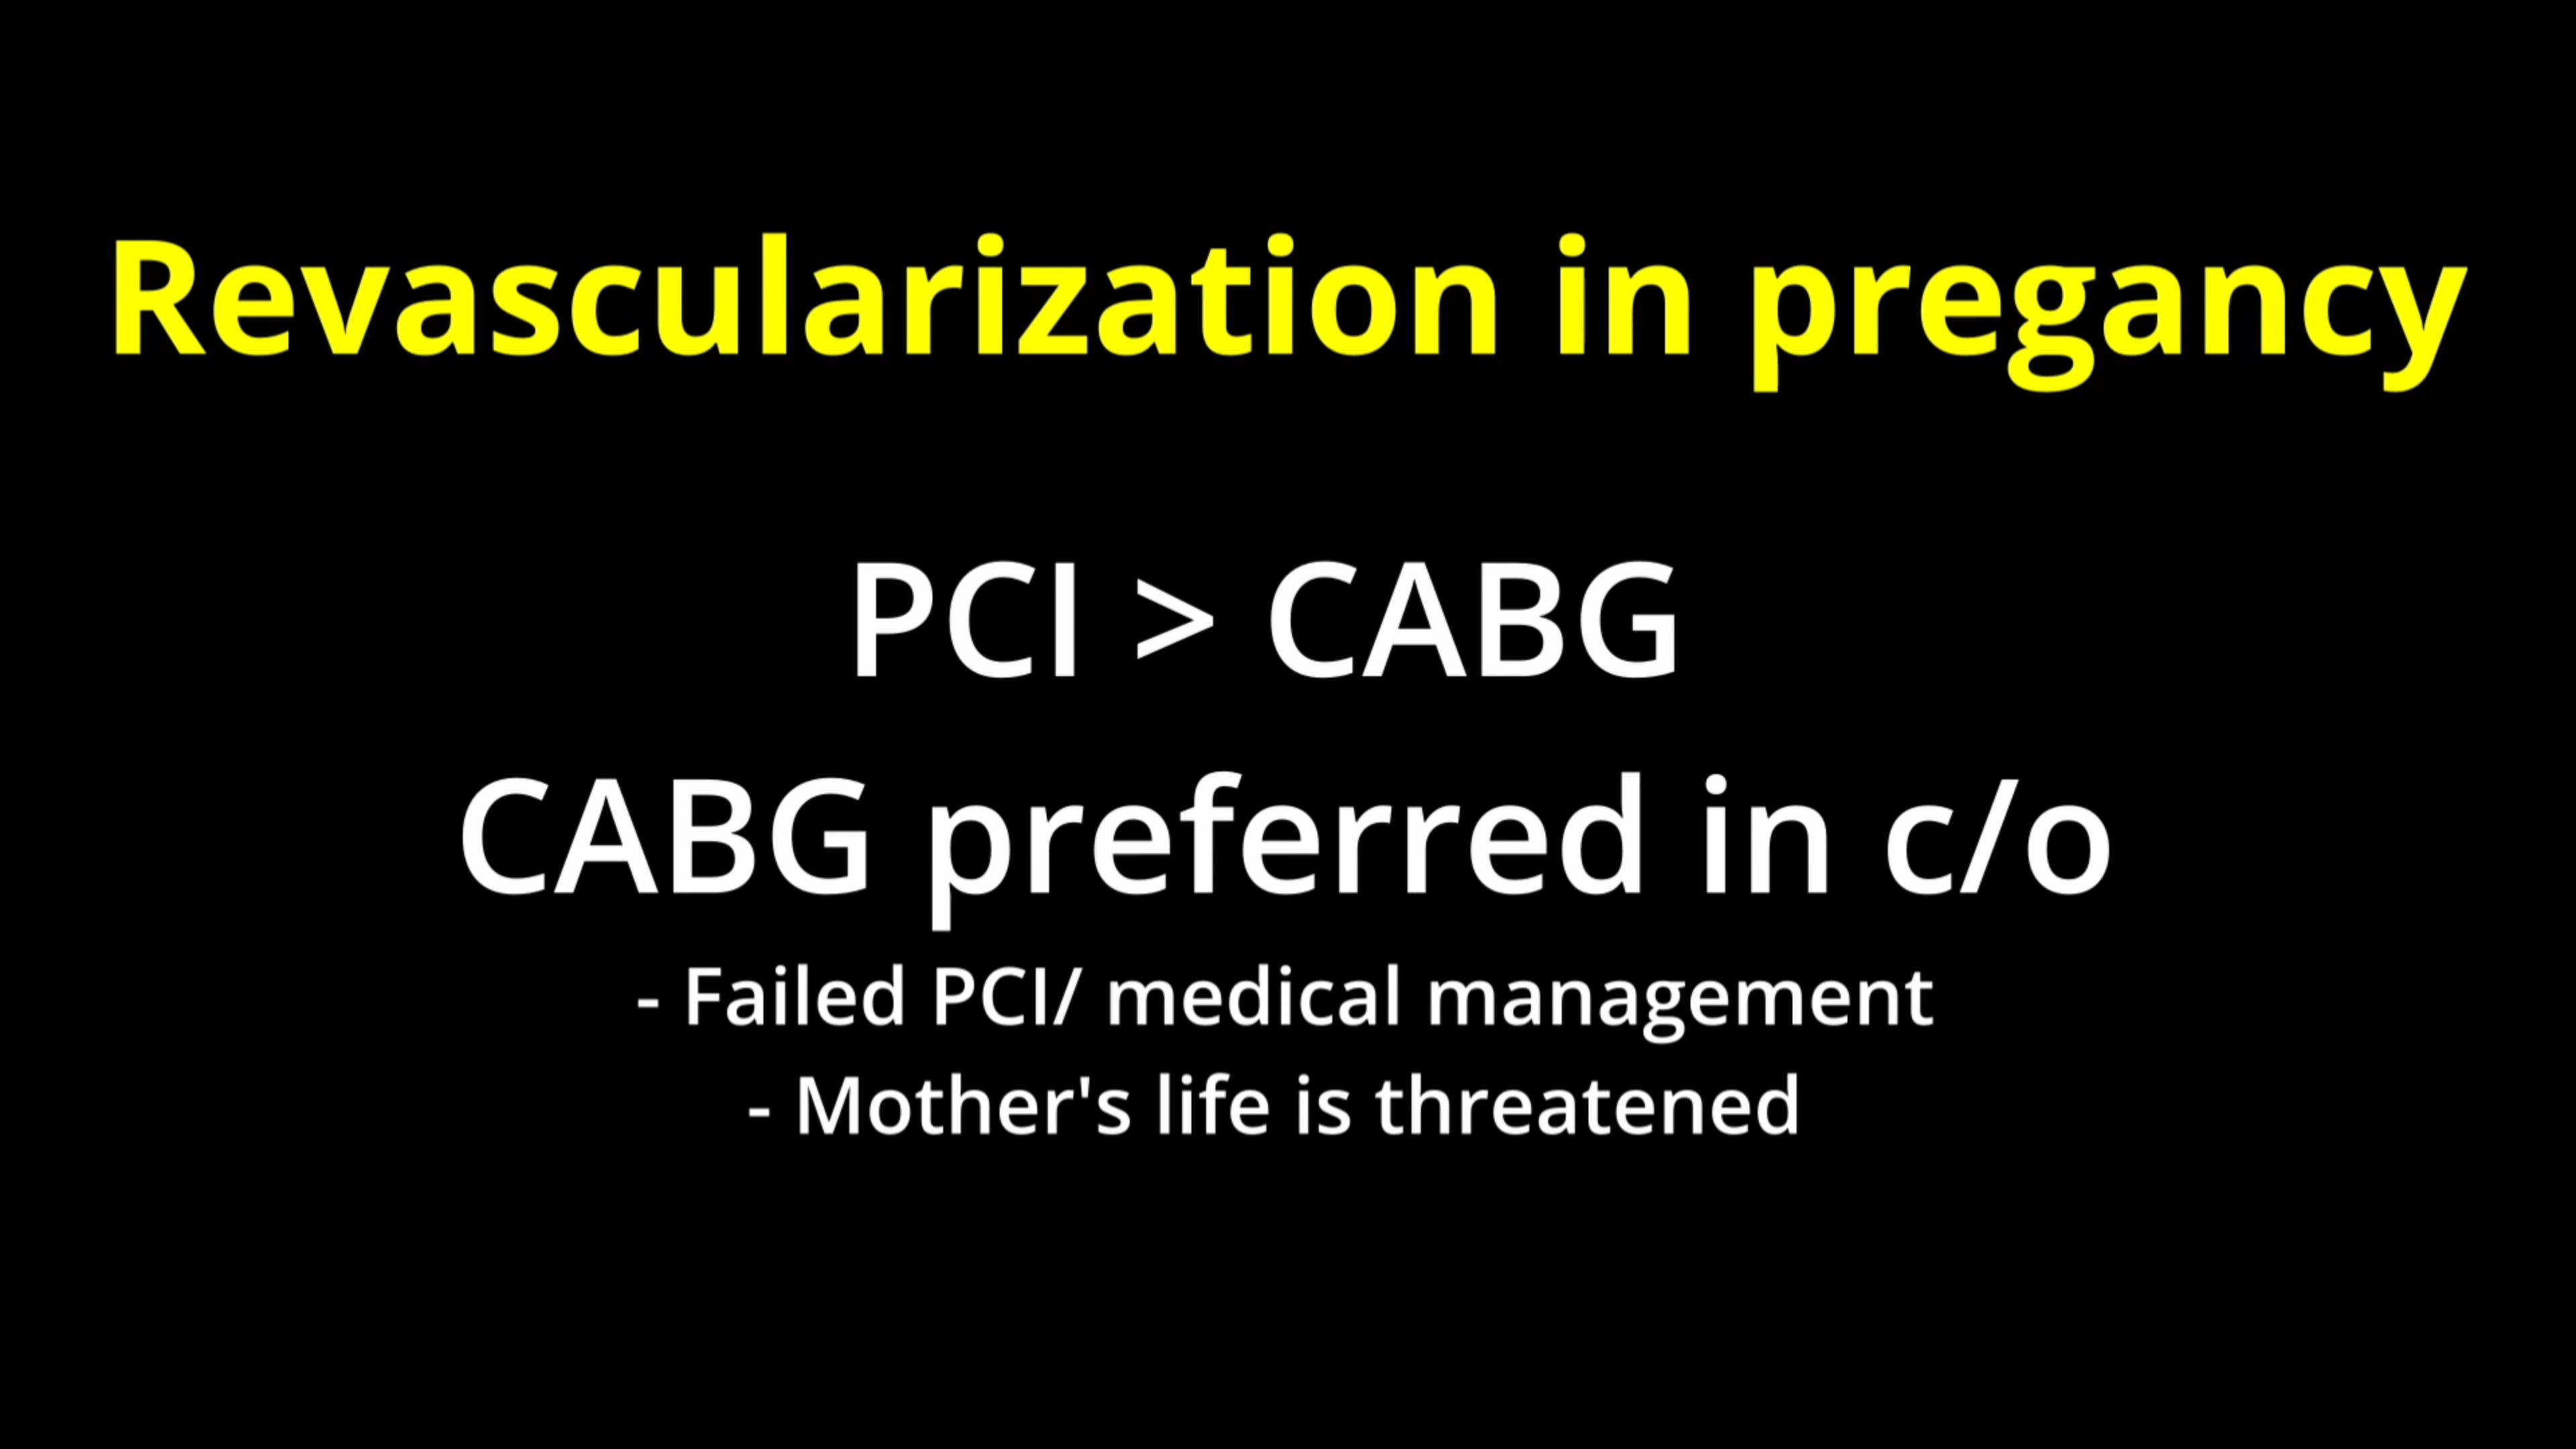 Revascularization in pregancy
PCI > CABG
CABG preferred in c/o
- Failed PCI/ medical management
- Mother's life is threatened